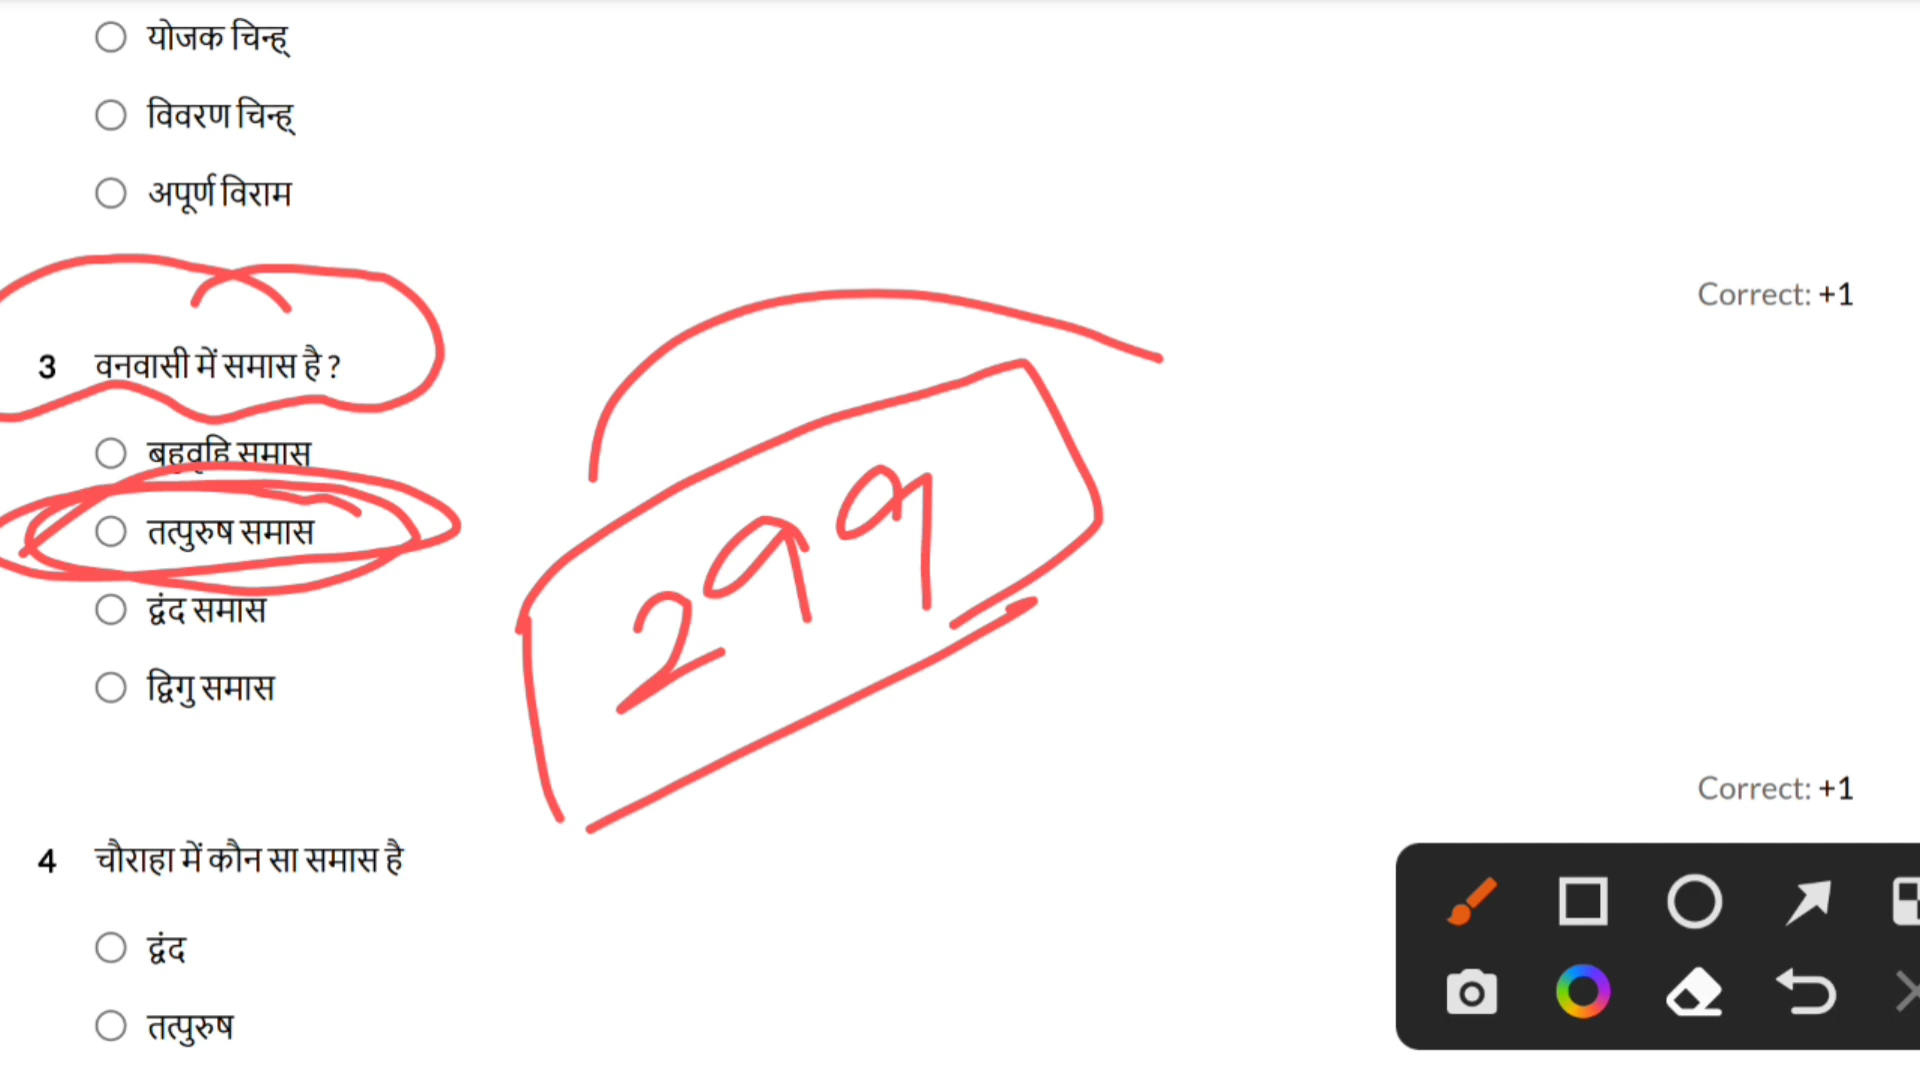 योजक चिन्ह्
विवरण चिन्ह्
अपूर्ण विराम
Correct: +1
3 वनवासी में समास है ?
बहुवृहि समास
तत्पुरुष समास
299
द्वंद समास
द्विगु समास
Correct: +1
4 चौराहा में कौन सा समास है
द्वंद
तत्पुरुष